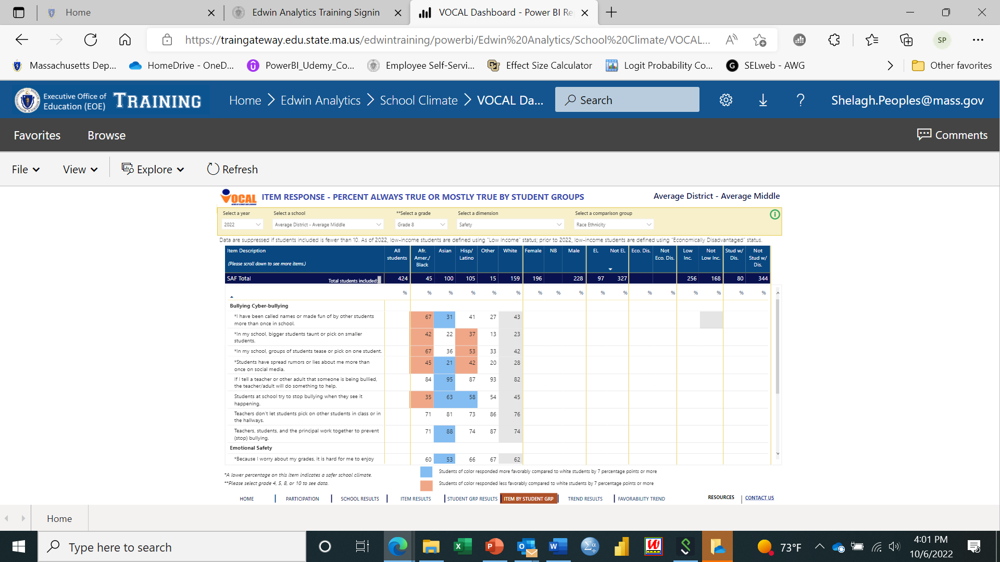 Home
Edwin Analytics Training Signin
VOCAL Dashboard - Power BI Re
https://traingateway.edu.state.ma.us/edwintraining/powerbi/Edwin%20Analytics/School%20Climate/VOCAL...
SP
Massachusetts Dep...
HomeDrive - OneD...
PowerBI_Udemy_Co...
Employee Self-Servi...
Effect Size Calculator
Logit Probability Co...
SELweb - AWG
Other favorites
Executive Office of
Education (EOE)
TRAINING
Home > Edwin Analytics > School Climate > VOCAL Da...
Search
Shelagh.Peoples@mass.gov
Favorites Browse
Comments
File View Explore Refresh
VOCAL
ITEM RESPONSE - PERCENT ALWAYS TRUE OR MOSTLY TRUE BY STUDENT GROUPS
Average District - Average Middle
Select a year Select a school **Select a grade Select a dimension Select a comparison group
2022 Average District - Average Middle Grade 8 Safety Race Ethnicity
Data are suppressed if students included is fewer than 10. As of 2022, low-income students are defined using "Low Income" status; prior to 2022, low-income students are defined using "Economically Disadvantaged" status.
Item Description All Afr. Asian Hisp/ Other White Female NB Male EL Not EL Eco. Dis. Not Low Not Stud w/ Not
students Amer./ Latino Eco. Dis. Inc. Low Inc. Dis. Stud w/
(Please scroll down to see more items.) Black Dis.
SAF Total Total students included: 424 45 100 105 15 159 196 228 97 327 256 168 80 344
% % % % % % % % % % % % % % % % %
Bullying Cyber-bullying
*I have been called names or made fun of by other students 67 31 41 27 43
more than once in school.
*In my school, bigger students taunt or pick on smaller 42 22 37 13 23
students.
*In my school, groups of students tease or pick on one student. 67 36 53 33 42
*Students have spread rumors or lies about me more than 45 21 42 20 28
once on social media.
If I tell a teacher or other adult that someone is being bullied, 84 95 87 93 82
the teacher/adult will do something to help.
Students at school try to stop bullying when they see it 35 63 58 54 45
happening.
Teachers don't let students pick on other students in class or in 71 81 73 86 76
the hallways.
Teachers, students, and the principal work together to prevent 71 88 74 87 74
(stop) bullying.
Emotional Safety
*Because I worry about my grades, it is hard for me to enjoy 60 53 66 67 62
*A lower percentage on this item indicates a safer school climate.
**Please select grade 4, 5, 8, or 10 to see data.
Students of color responded more favorably compared to white students by 7 percentage points or more
Students of color responded less favorably compared to white students by 7 percentage points or more
HOME PARTICIPATION SCHOOL RESULTS ITEM RESULTS STUDENT GRP RESULTS ITEM BY STUDENT GRP TREND RESULTS FAVORABILITY TREND RESOURCES CONTACT US
Home
Type here to search
73°F
4:01 PM
10/6/2022